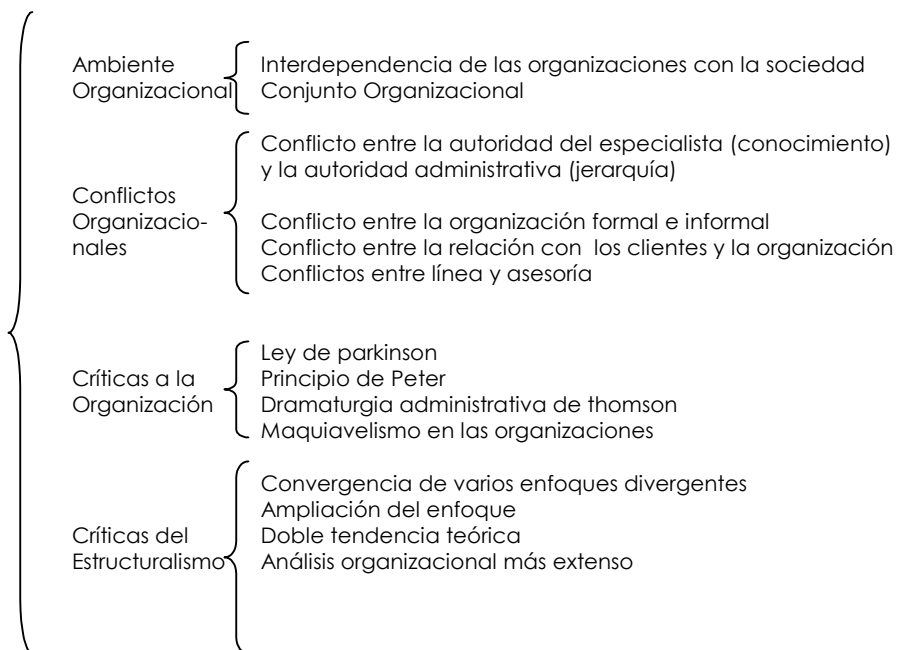 Ambiente
Organizacional
Interdependencia de las organizaciones con la sociedad
Conjunto Organizacional
Conflictos
Organizacio-
nales
Conflicto entre la autoridad del especialista (conocimiento)
y la autoridad administrativa (jerarquía)
Conflicto entre la organización formal e informal
Conflicto entre la relación con  los clientes y la organización
Conflictos entre línea y asesoría
Críticas a la
Organización
Ley de parkinson
Principio de Peter
Dramaturgia administrativa de thomson
Maquiavelismo en las organizaciones
Críticas del
Estructuralismo
Convergencia de varios enfoques divergentes
Ampliación del enfoque
Doble tendencia teórica
Análisis organizacional más extenso